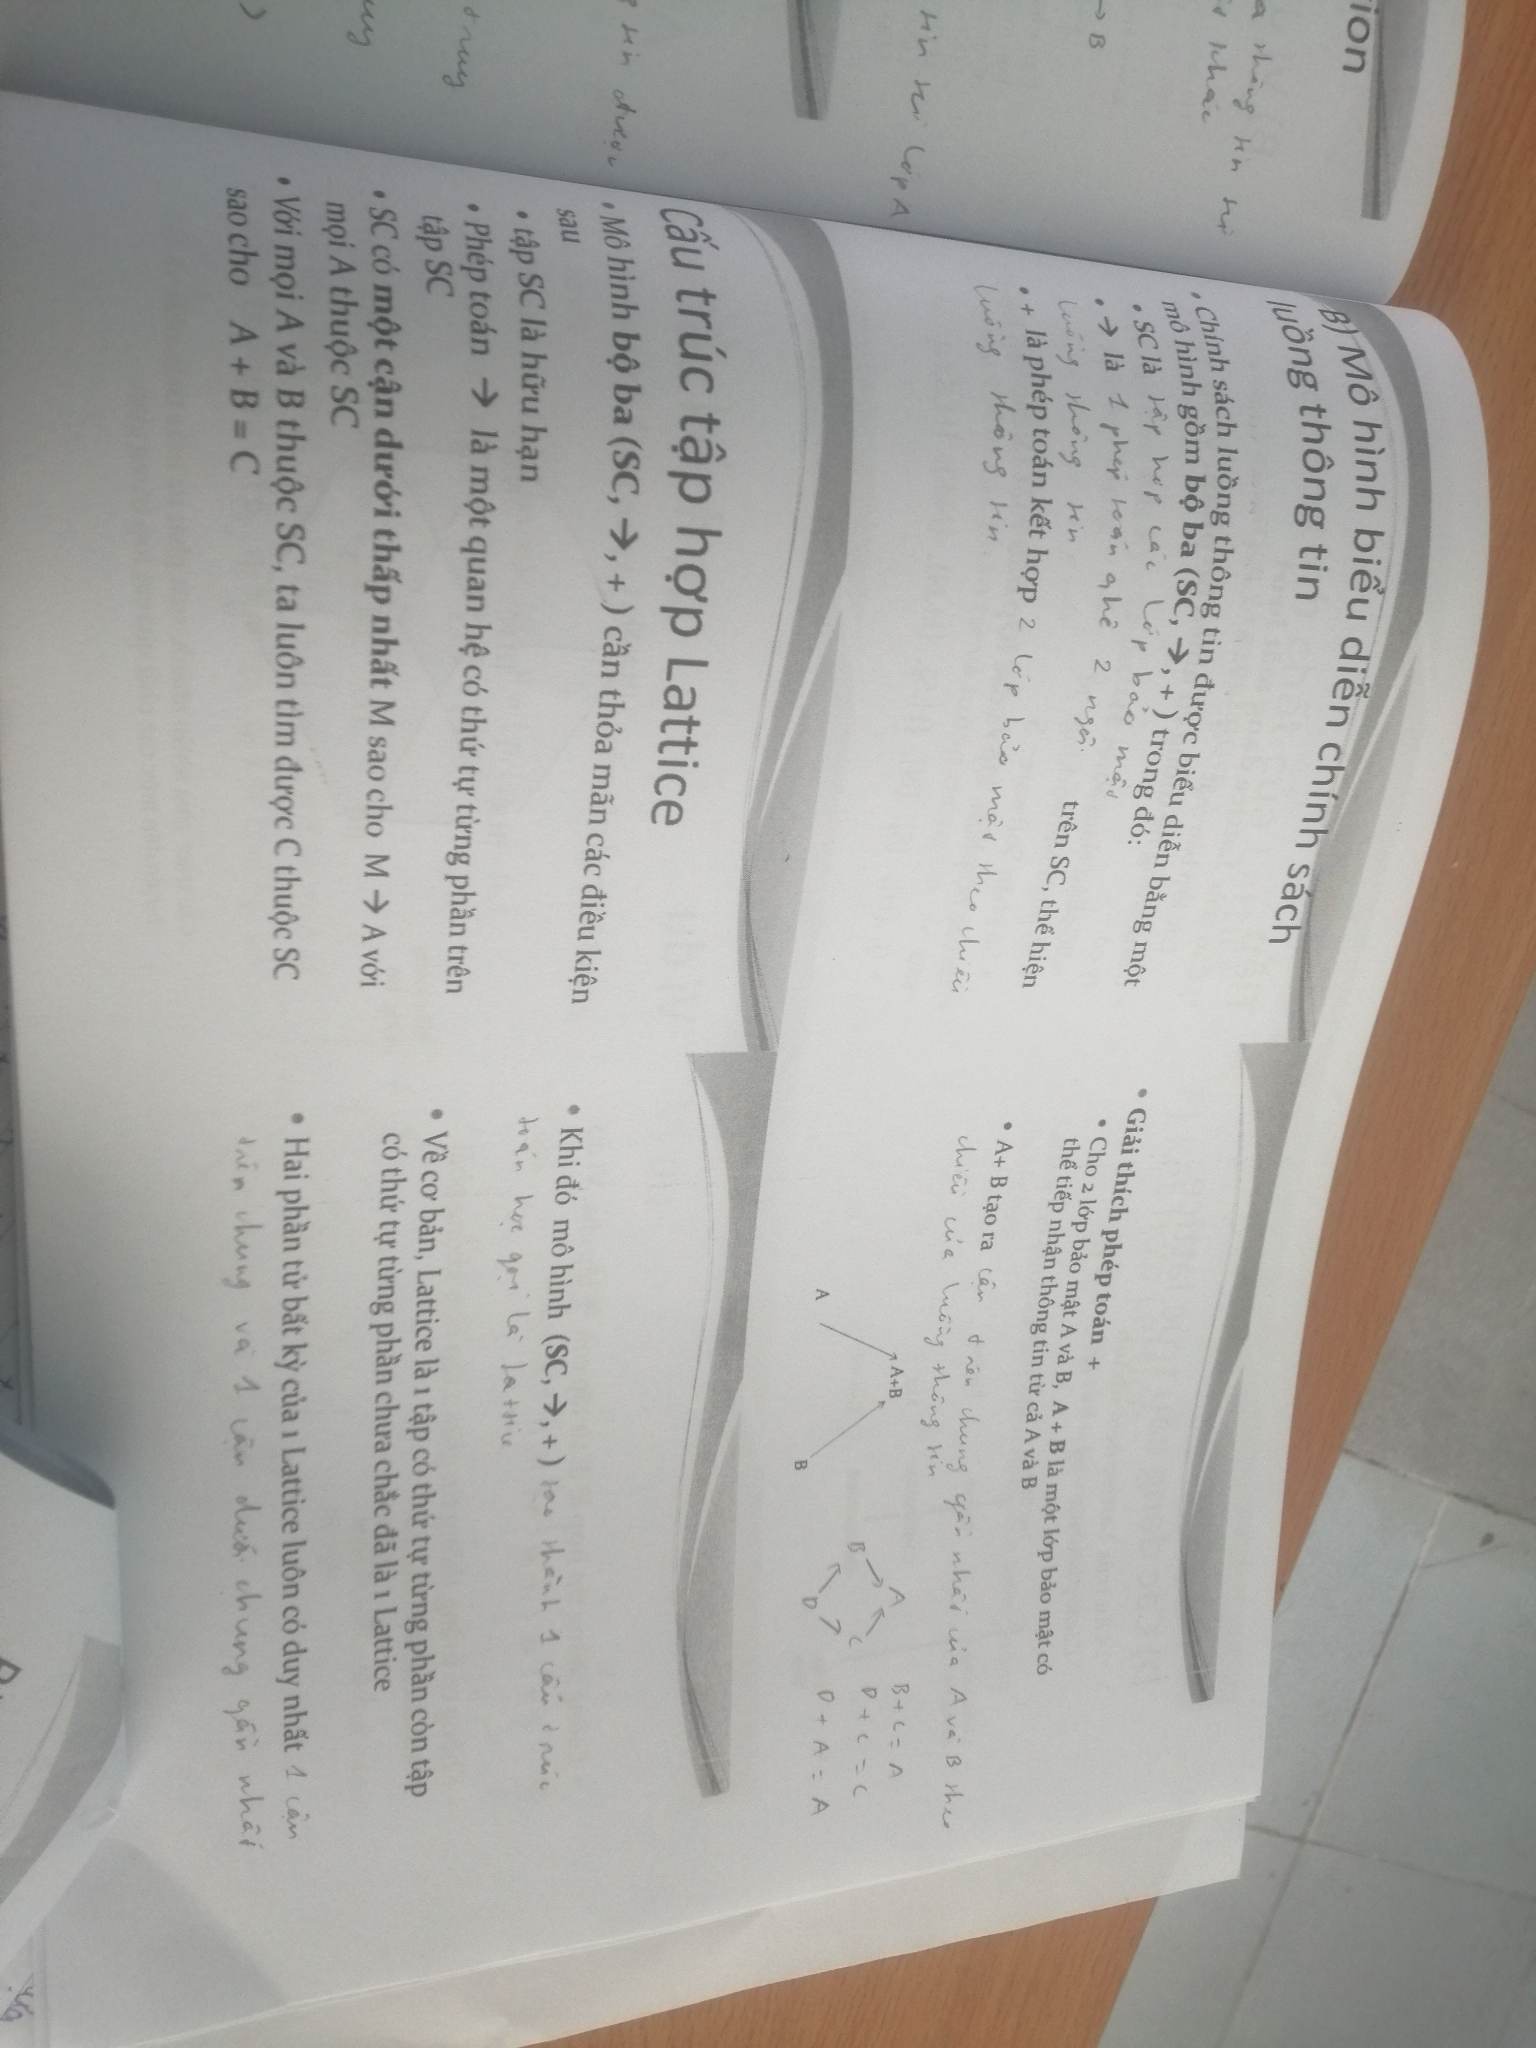 ion
a thông tin từ
khác
→ B
tin từ lớp A
tin được
truy
uy
B) Mô hình biểu diễn chính sách
luồng thông tin
• Chính sách luồng thông tin được biểu diễn bằng một
mô hình gồm bộ ba (SC, →, + ) trong đó:
• SC là tập hợp các lớp bảo mật
• → là 1 phép toán qhệ 2 ngôi trên SC, thể hiện
luồng thông tin
• + là phép toán kết hợp 2 lớp bảo mật theo chiều
luồng thông tin
• Giải thích phép toán +
• Cho 2 lớp bảo mật A và B, A + B là một lớp bảo mật có
thể tiếp nhận thông tin từ cả A và B
• A+ B tạo ra cận trên chung gần nhất của A và B theo
chiều của luồng thông tin
A+B
A
B
A
B
C
D
B + C = A
D + C = C
D + A = A
Cấu trúc tập hợp Lattice
• Mô hình bộ ba (SC, →, + ) cần thỏa mãn các điều kiện
sau
• tập SC là hữu hạn
• Phép toán → là một quan hệ có thứ tự từng phần trên
tập SC
• SC có một cận dưới thấp nhất M sao cho M → A với
mọi A thuộc SC
• Với mọi A và B thuộc SC, ta luôn tìm được C thuộc SC
sao cho A + B = C
• Khi đó mô hình (SC, →, + ) tạo thành 1 cấu trúc
toán học gọi là Lattice
• Về cơ bản, Lattice là 1 tập có thứ tự từng phần còn tập
có thứ tự từng phần chưa chắc đã là 1 Lattice
• Hai phần tử bất kỳ của 1 Lattice luôn có duy nhất 1 cận
trên chung và 1 cận dưới chung gần nhất